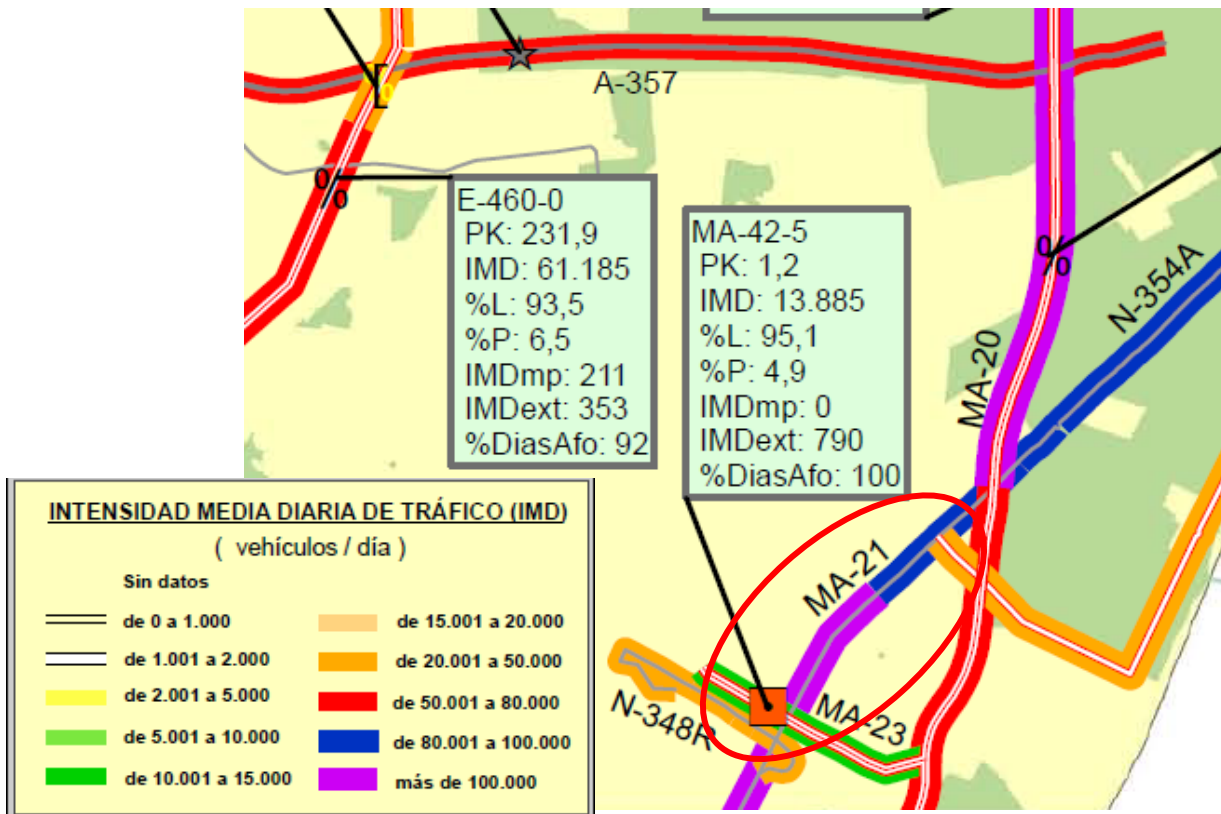 A-357
E-460-0
PK: 231,9
IMD: 61.185
%L: 93,5
%P: 6,5
IMDmp: 211
IMDext: 353
%DiasAfo: 92
MA-42-5
PK: 1,2
IMD: 13.885
%L: 95,1
%P: 4,9
IMDmp: 0
IMDext: 790
%DiasAfo: 100
[
0
0
0
%
N-354A
MA-20
MA-21
MA-23
N-348R
INTENSIDAD MEDIA DIARIA DE TRÁFICO (IMD)
( vehículos / día )
Sin datos
de 0 a 1.000
de 1.001 a 2.000
de 2.001 a 5.000
de 5.001 a 10.000
de 10.001 a 15.000
de 15.001 a 20.000
de 20.001 a 50.000
de 50.001 a 80.000
de 80.001 a 100.000
más de 100.000